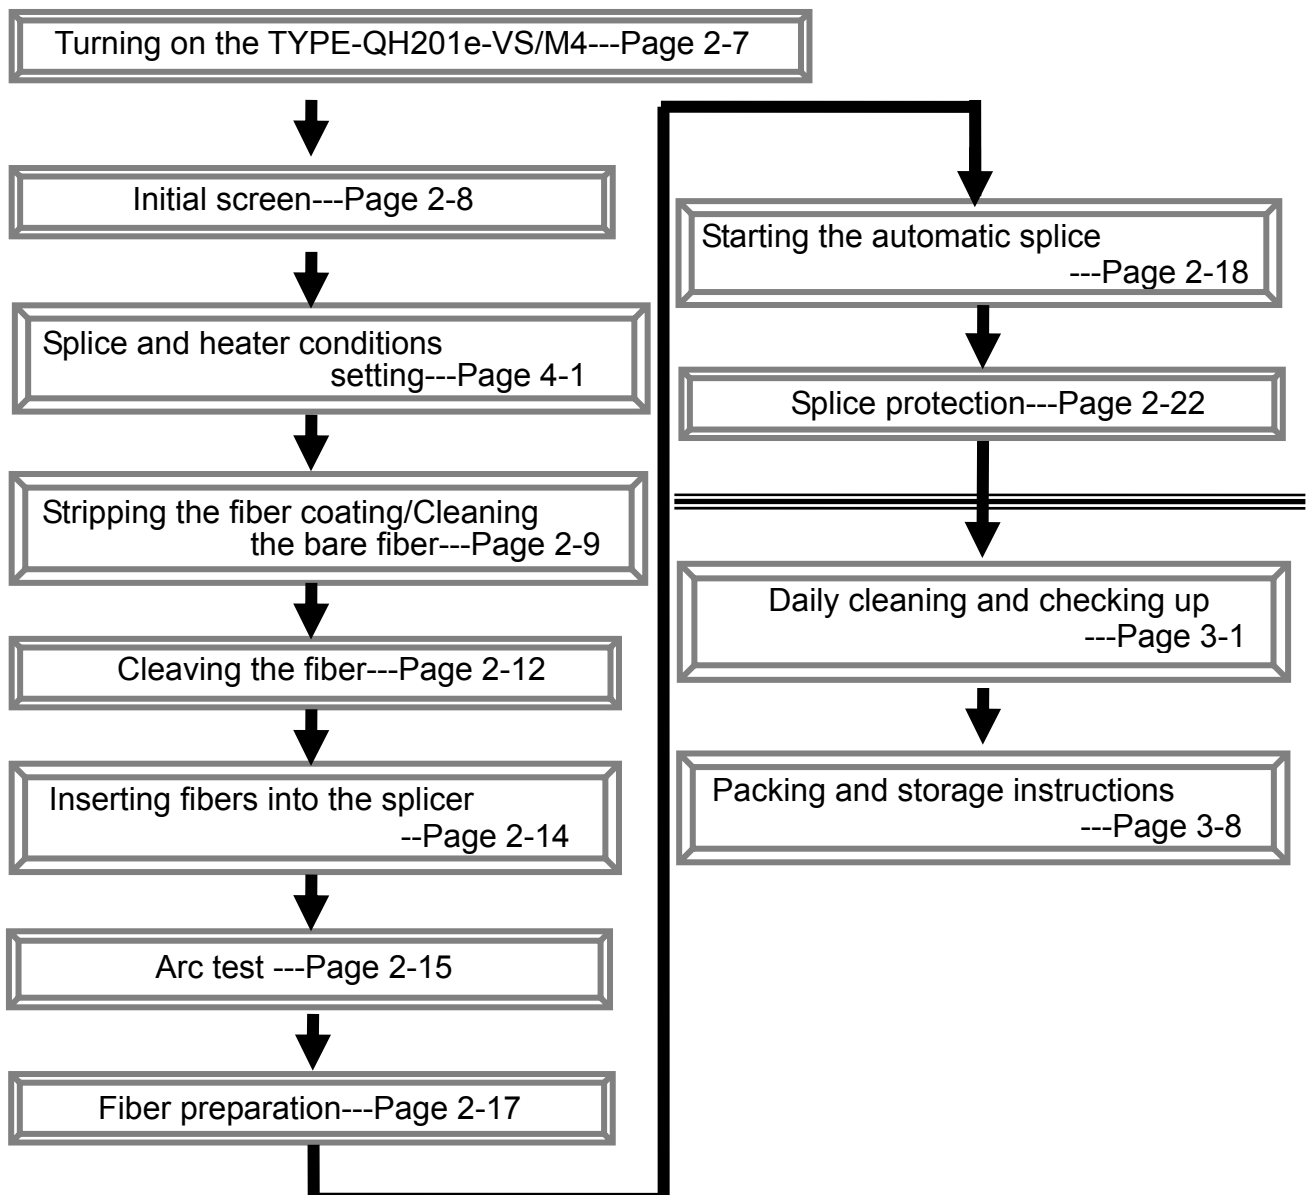 Turning on the TYPE-QH201e-VS/M4---Page 2-7
Initial screen---Page 2-8
Splice and heater conditions
setting---Page 4-1
Stripping the fiber coating/Cleaning
the bare fiber---Page 2-9
Cleaving the fiber---Page 2-12
Inserting fibers into the splicer
--Page 2-14
Arc test ---Page 2-15
Fiber preparation---Page 2-17
Starting the automatic splice
---Page 2-18
Splice protection---Page 2-22
Daily cleaning and checking up
---Page 3-1
Packing and storage instructions
---Page 3-8